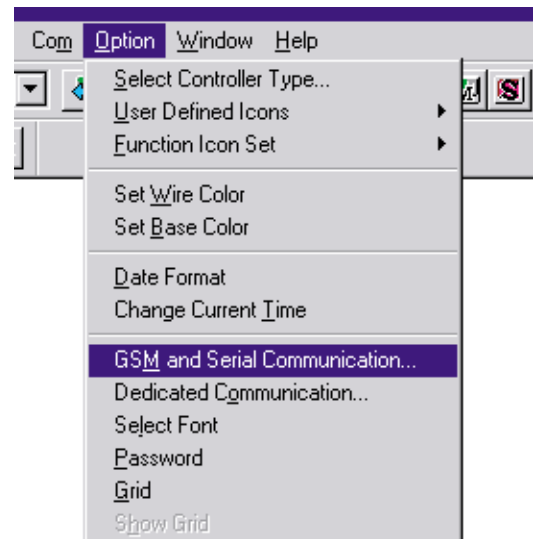 Com Option Window Help
Select Controller Type...
User Defined Icons
Function Icon Set
Set Wire Color
Set Base Color
Date Format
Change Current Time
GSM and Serial Communication...
Dedicated Communication...
Select Font
Password
Grid
Show Grid